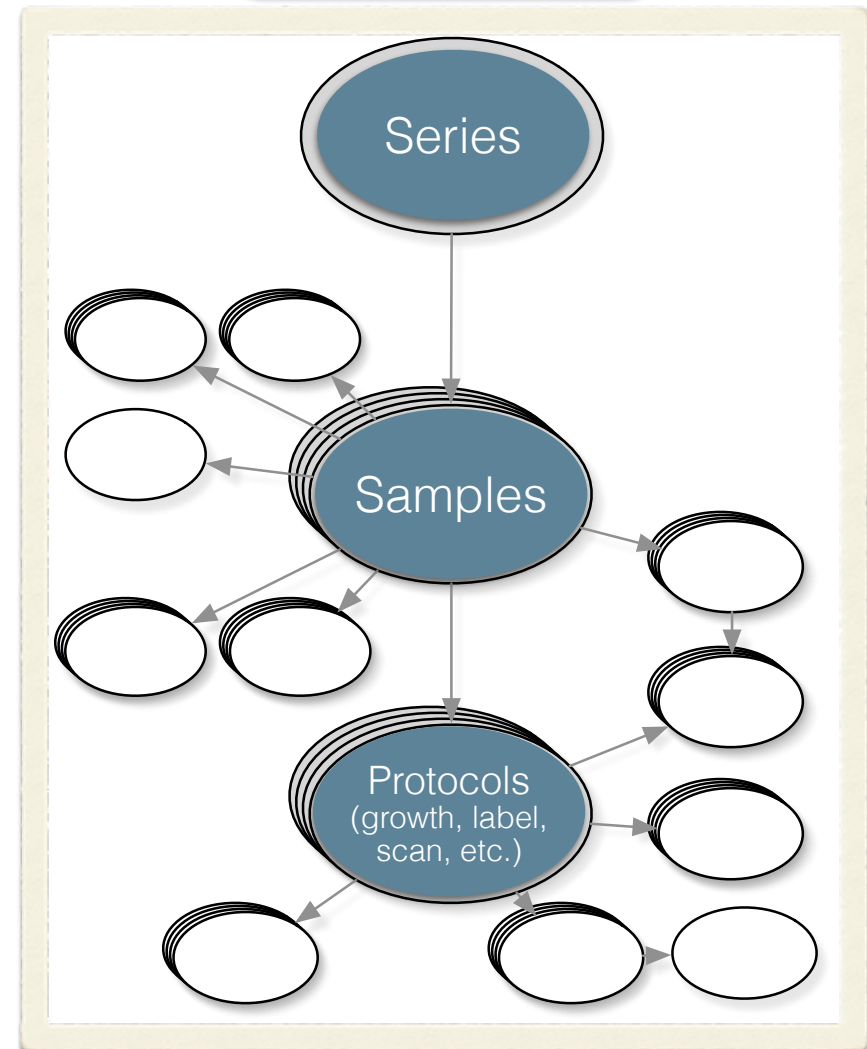 Series
Samples
Protocols
(growth, label,
scan, etc.)